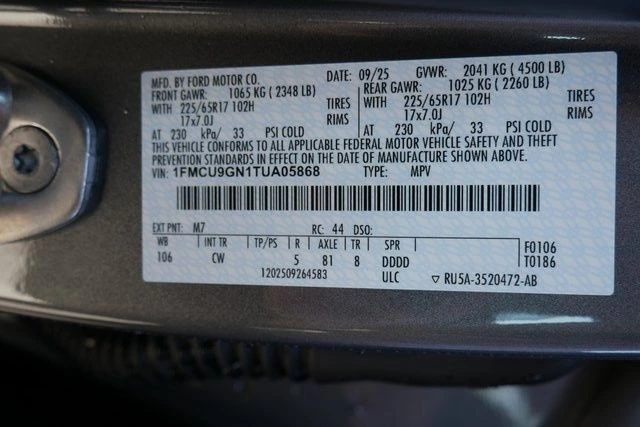 MFD. BY FORD MOTOR CO. DATE: 09/25 GVWR: 2041 KG ( 4500 LB)
FRONT GAWR: 1065 KG ( 2348 LB) REAR GAWR: 1025 KG ( 2260 LB)
WITH 225/65R17 102H TIRES WITH 225/65R17 102H TIRES
17x7.0J RIMS 17x7.0J RIMS
AT 230 kPa/ 33 PSI COLD AT 230 kPa/ 33 PSI COLD
THIS VEHICLE CONFORMS TO ALL APPLICABLE FEDERAL MOTOR VEHICLE SAFETY AND THEFT
PREVENTION STANDARDS IN EFFECT ON THE DATE OF MANUFACTURE SHOWN ABOVE.
VIN: 1FMCU9GN1TUA05868 TYPE: MPV
EXT PNT: M7 RC: 44 DSO:
WB INT TR TP/PS R AXLE TR SPR F0106
106 CW 5 81 8 DDDD T0186
1202509264583 ULC ▽ RU5A-3520472-AB